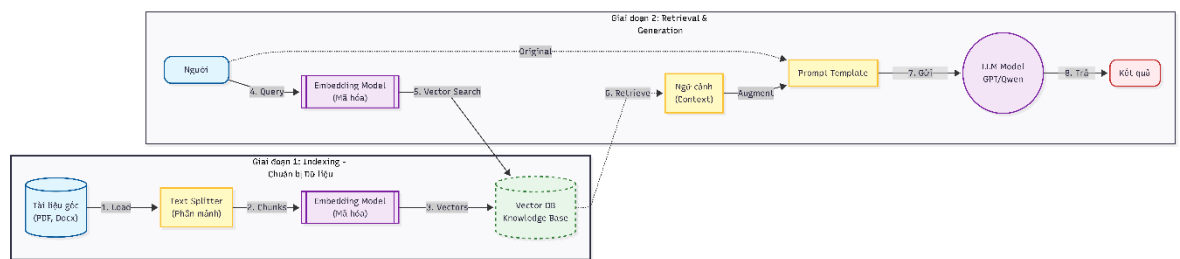 Giai đoạn 2: Retrieval &
Generation
Người
Original
4. Query
Embedding Model
(Mã hóa)
5. Vector Search
6. Retrieve
Ngữ cảnh
(Context)
Augment
Prompt Template
7. Gửi
LLM Model
GPT/Qwen
8. Trả
Kết quả
Giai đoạn 1: Indexing -
Chuẩn bị Dữ liệu
Tài liệu gốc
(PDF, Docx)
1. Load
Text Splitter
(Phân mảnh)
2. Chunks
Embedding Model
(Mã hóa)
3. Vectors
Vector DB
Knowledge Base